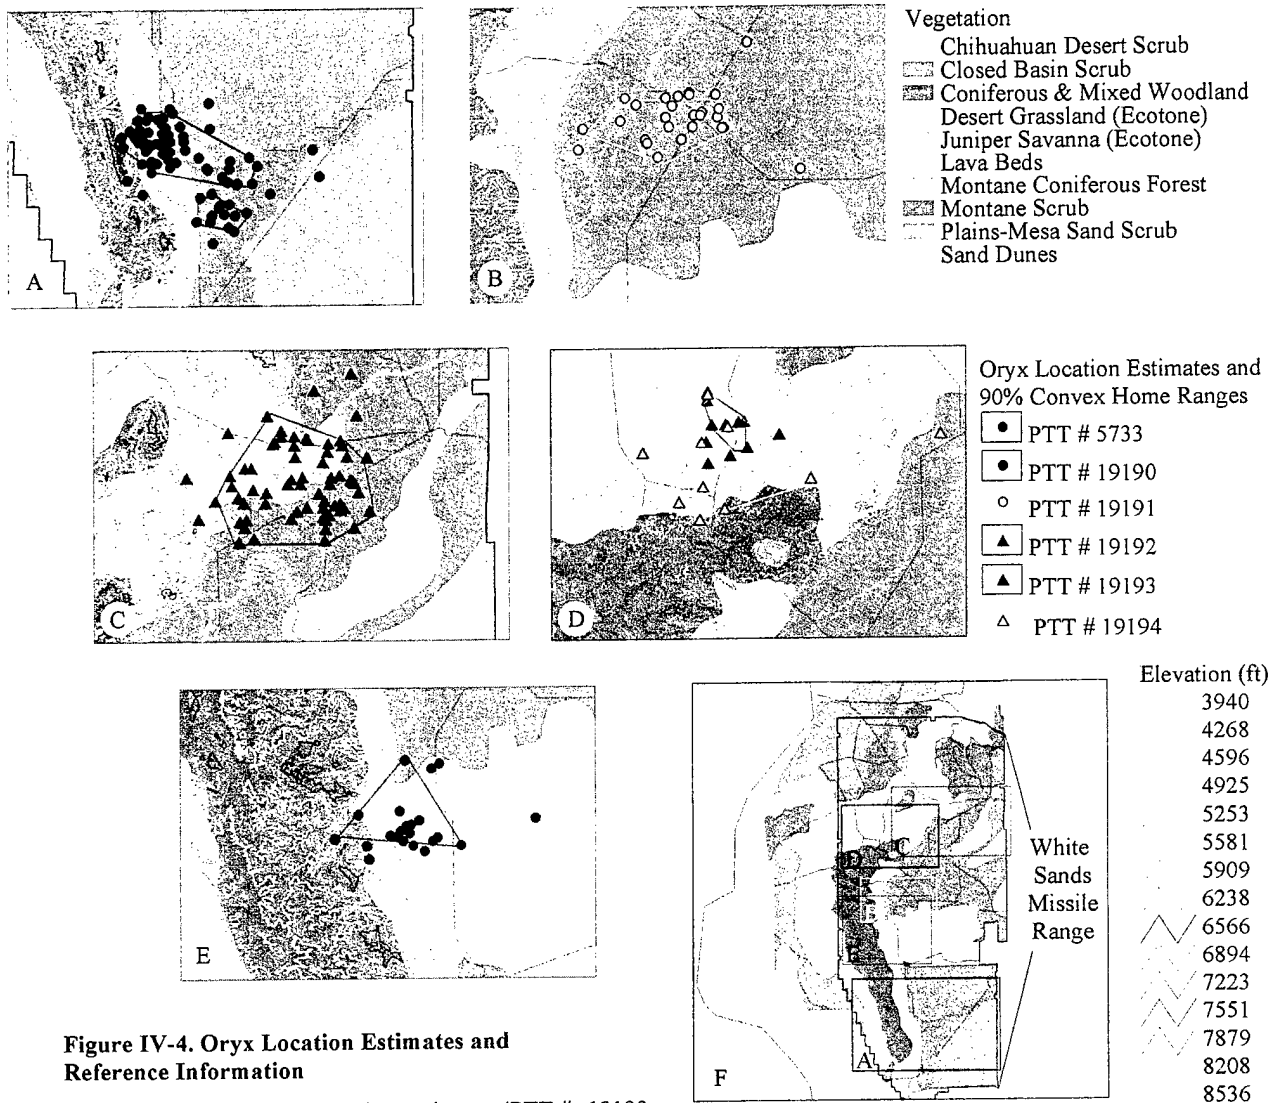 Vegetation
Chihuahuan Desert Scrub
Closed Basin Scrub
Coniferous & Mixed Woodland
Desert Grassland (Ecotone)
Juniper Savanna (Ecotone)
Lava Beds
Montane Coniferous Forest
Montane Scrub
Plains-Mesa Sand Scrub
Sand Dunes
A
B
Oryx Location Estimates and
90% Convex Home Ranges
PTT # 5733
PTT # 19190
PTT # 19191
PTT # 19192
PTT # 19193
PTT # 19194
C
D
Elevation (ft)
3940
4268
4596
4925
5253
5581
5909
6238
6566
6894
7223
7551
7879
8208
8536
E
C
D
E
A
F
White
Sands
Missile
Range
Figure IV-4. Oryx Location Estimates and
Reference Information